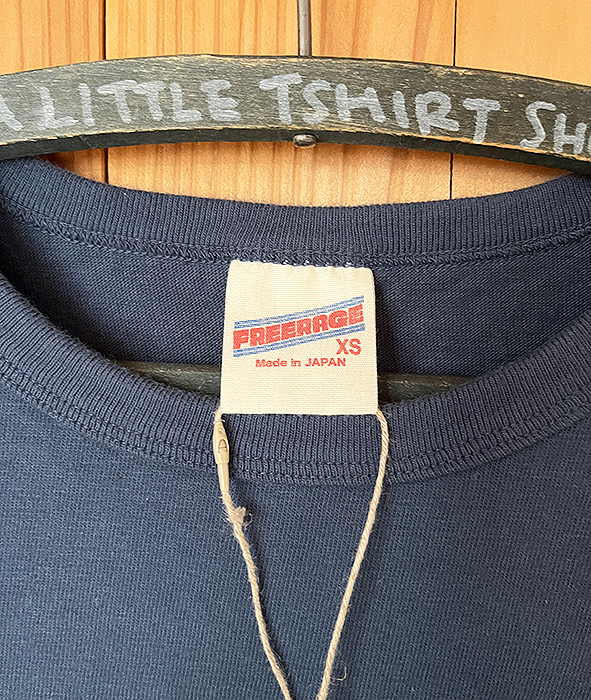 A LITTLE TSHIRT SH
FREERAGE
XS
Made in JAPAN